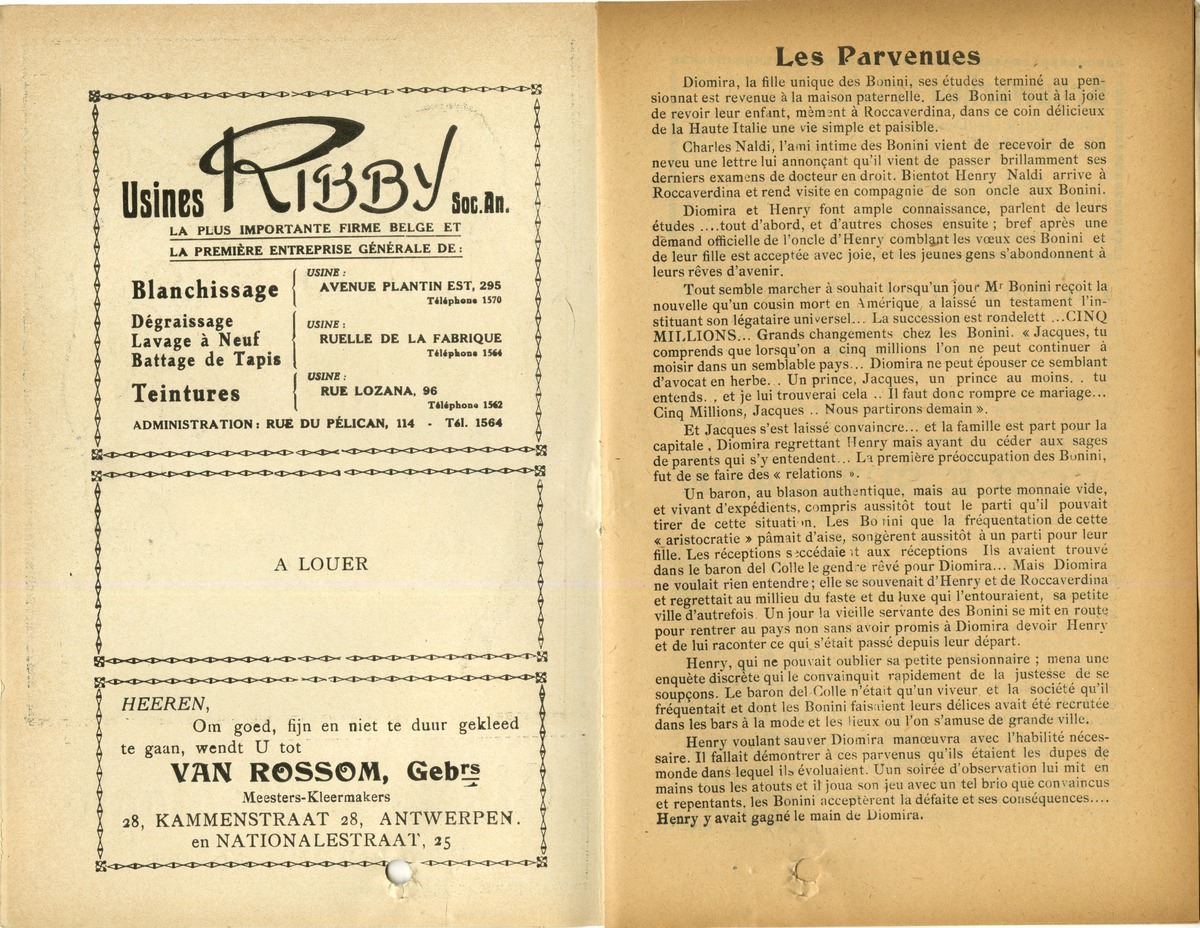 Usines RIBBY Soc. An.
LA PLUS IMPORTANTE FIRME BELGE ET
LA PREMIÈRE ENTREPRISE GÉNÉRALE DE :
Blanchissage
USINE :
AVENUE PLANTIN EST, 295
Téléphone 1570
Dégraissage
Lavage à Neuf
Battage de Tapis
USINE :
RUELLE DE LA FABRIQUE
Téléphone 1564
Teintures
USINE :
RUE LOZANA, 96
Téléphone 1562
ADMINISTRATION : RUE DU PÉLICAN, 114 - Tél. 1564
A LOUER
HEEREN,
Om goed, fijn en niet te duur gekleed
te gaan, wendt U tot
VAN ROSSOM, Gebrs
Meesters-Kleermakers
28, KAMMENSTRAAT 28, ANTWERPEN.
en NATIONALESTRAAT, 25
Les Parvenues
Diomira, la fille unique des Bonini, ses études terminé au pen-
sionnat est revenue à la maison paternelle. Les Bonini tout à la joie
de revoir leur enfant, mènent à Roccaverdina, dans ce coin délicieux
de la Haute Italie une vie simple et paisible.
Charles Naldi, l'ami intime des Bonini vient de recevoir de son
neveu une lettre lui annonçant qu'il vient de passer brillamment ses
derniers examens de docteur en droit. Bientot Henry Naldi arrive à
Roccaverdina et rend visite en compagnie de son oncle aux Bonini.
Diomira et Henry font ample connaissance, parlent de leurs
études ....tout d'abord, et d'autres choses ensuite ; bref après une
demand officielle de l'oncle d'Henry comblant les vœux ces Bonini et
de leur fille est acceptée avec joie, et les jeunes gens s'abondonnent à
leurs rêves d'avenir.
Tout semble marcher à souhait lorsqu'un jour Mr Bonini reçoit la
nouvelle qu'un cousin mort en Amérique, a laissé un testament l'in-
stituant son légataire universel... La succession est rondelett ...CINQ
MILLIONS... Grands changements chez les Bonini. « Jacques, tu
comprends que lorsqu'on a cinq millions l'on ne peut continuer à
moisir dans un semblable pays... Diomira ne peut épouser ce semblant
d'avocat en herbe. . Un prince, Jacques, un prince au moins. . tu
entends. , et je lui trouverai cela .. Il faut donc rompre ce mariage...
Cinq Millions, Jacques .. Nous partirons demain ».
Et Jacques s'est laissé convaincre... et la famille est part pour la
capitale , Diomira regrettant Henry mais ayant du céder aux sages
de parents qui s'y entendent... La première préoccupation des Bonini,
fut de se faire des « relations ».
Un baron, au blason authentique, mais au porte monnaie vide,
et vivant d'expédients, compris aussitôt tout le parti qu'il pouvait
tirer de cette situation. Les Bonini que la fréquentation de cette
« aristocratie » pâmait d'aise, songèrent aussitôt à un parti pour leur
fille. Les réceptions succédaient aux réceptions Ils avaient trouvé
dans le baron del Colle le gendre rêvé pour Diomira... Mais Diomira
ne voulait rien entendre ; elle se souvenait d'Henry et de Roccaverdina
et regrettait au millieu du faste et du luxe qui l'entouraient, sa petite
ville d'autrefois Un jour la vieille servante des Bonini se mit en route
pour rentrer au pays non sans avoir promis à Diomira devoir Henry
et de lui raconter ce qui s'était passé depuis leur départ.
Henry, qui ne pouvait oublier sa petite pensionnaire ; mena une
enquète discrète qui le convainquit rapidement de la justesse de se
soupçons. Le baron del Colle n'était qu'un viveur et la société qu'il
fréquentait et dont les Bonini faisaient leurs délices avait été recrutée
dans les bars à la mode et les lieux ou l'on s'amuse de grande ville.
Henry voulant sauver Diomira manœuvra avec l'habilité néces-
saire. Il fallait démontrer à ces parvenus qu'ils étaient les dupes de
monde dans lequel ils évoluaient. Uun soirée d'observation lui mit en
mains tous les atouts et il joua son jeu avec un tel brio que convaincus
et repentants, les Bonini acceptèrent la défaite et ses conséquences....
Henry y avait gagné le main de Diomira.